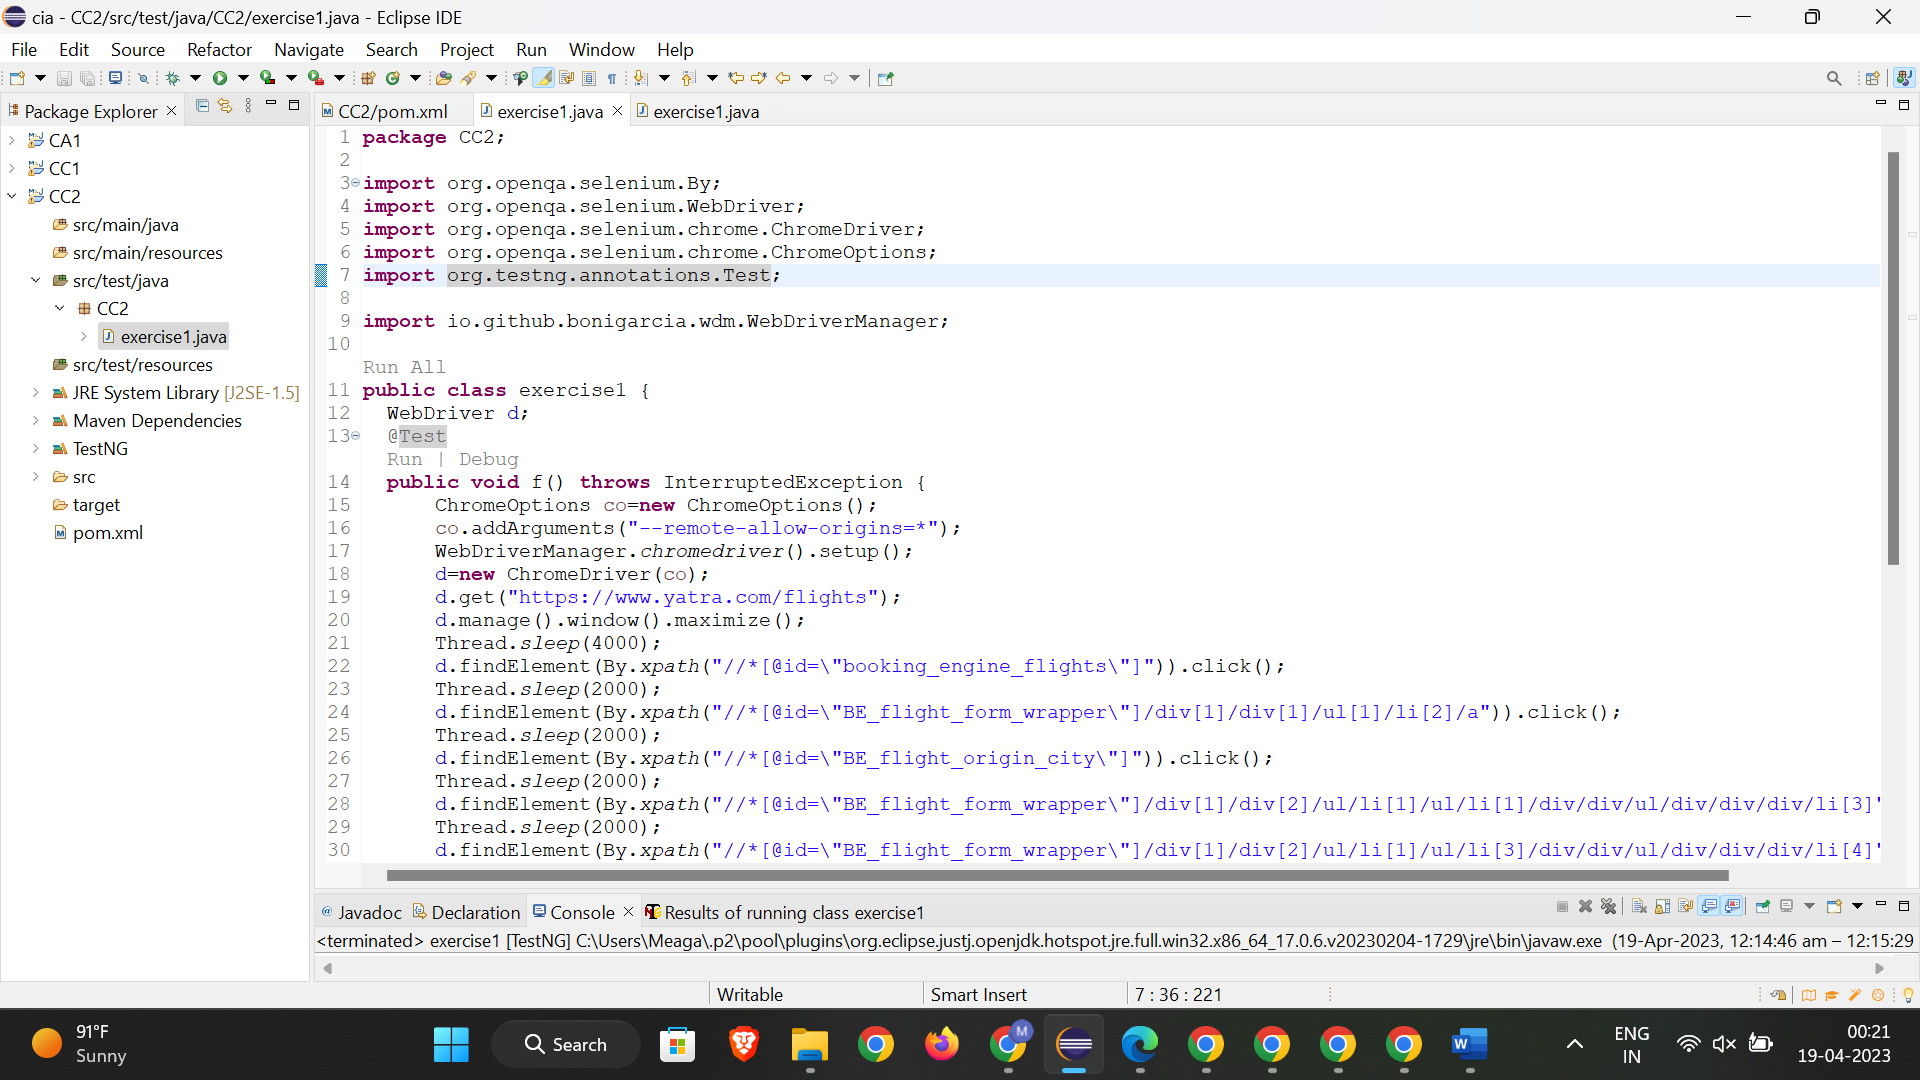 cia - CC2/src/test/java/CC2/exercise1.java - Eclipse IDE
File Edit Source Refactor Navigate Search Project Run Window Help
Package Explorer
CA1
CC1
CC2
src/main/java
src/main/resources
src/test/java
CC2
exercise1.java
src/test/resources
JRE System Library [J2SE-1.5]
Maven Dependencies
TestNG
src
target
pom.xml
CC2/pom.xml exercise1.java exercise1.java
1 package CC2;
2
3 import org.openqa.selenium.By;
4 import org.openqa.selenium.WebDriver;
5 import org.openqa.selenium.chrome.ChromeDriver;
6 import org.openqa.selenium.chrome.ChromeOptions;
7 import org.testng.annotations.Test;
8
9 import io.github.bonigarcia.wdm.WebDriverManager;
10
Run All
11 public class exercise1 {
12 WebDriver d;
13 @Test
Run | Debug
14 public void f() throws InterruptedException {
15 ChromeOptions co=new ChromeOptions();
16 co.addArguments("--remote-allow-origins=*");
17 WebDriverManager.chromedriver().setup();
18 d=new ChromeDriver(co);
19 d.get("https://www.yatra.com/flights");
20 d.manage().window().maximize();
21 Thread.sleep(4000);
22 d.findElement(By.xpath("//*[@id=\"booking_engine_flights\"]")).click();
23 Thread.sleep(2000);
24 d.findElement(By.xpath("//*[@id=\"BE_flight_form_wrapper\"]/div[1]/div[1]/ul[1]/li[2]/a")).click();
25 Thread.sleep(2000);
26 d.findElement(By.xpath("//*[@id=\"BE_flight_origin_city\"]")).click();
27 Thread.sleep(2000);
28 d.findElement(By.xpath("//*[@id=\"BE_flight_form_wrapper\"]/div[1]/div[2]/ul/li[1]/ul/li[1]/div/div/ul/div/div/div/li[3]"
29 Thread.sleep(2000);
30 d.findElement(By.xpath("//*[@id=\"BE_flight_form_wrapper\"]/div[1]/div[2]/ul/li[1]/ul/li[3]/div/div/ul/div/div/div/li[4]"
Javadoc Declaration Console Results of running class exercise1
<terminated> exercise1 [TestNG] C:\Users\Meaga\.p2\pool\plugins\org.eclipse.justj.openjdk.hotspot.jre.full.win32.x86_64_17.0.6.v20230204-1729\jre\bin\javaw.exe (19-Apr-2023, 12:14:46 am – 12:15:29
Writable Smart Insert 7 : 36 : 221
91°F
Sunny
Search
M
W
ENG
IN
00:21
19-04-2023